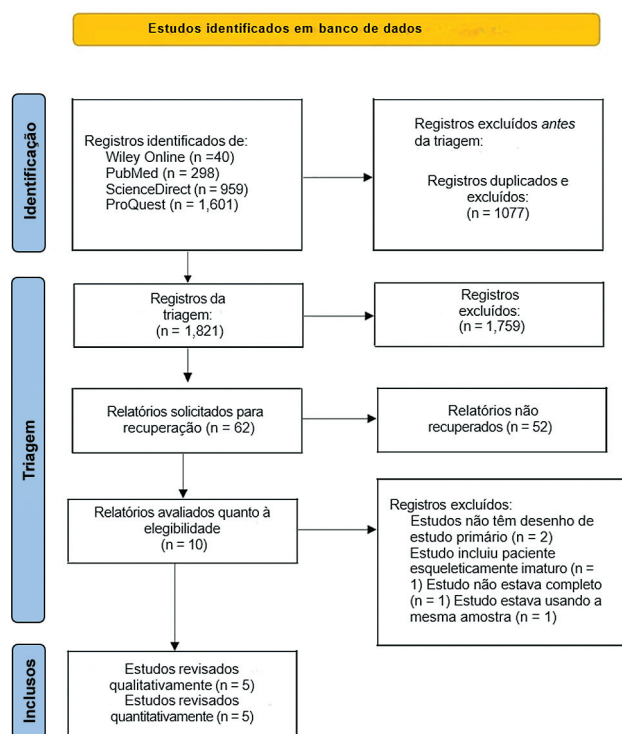 Estudos identificados em banco de dados
Identificação
Registros identificados de:
Wiley Online (n =40)
PubMed (n = 298)
ScienceDirect (n = 959)
ProQuest (n = 1,601)
Registros excluídos antes
da triagem:
Registros duplicados e
excluídos:
(n = 1077)
Triagem
Registros da
triagem:
(n = 1,821)
Registros
excluídos:
(n = 1,759)
Relatórios solicitados para
recuperação (n = 62)
Relatórios não
recuperados (n = 52)
Relatórios avaliados quanto à
elegibilidade
(n = 10)
Registros excluídos:
Estudos não têm desenho de
estudo primário (n = 2)
Estudo incluiu paciente
esqueleticamente imaturo (n =
1) Estudo não estava completo
(n = 1) Estudo estava usando a
mesma amostra (n = 1)
Inclusos
Estudos revisados
qualitativamente (n = 5)
Estudos revisados
quantitativamente (n = 5)